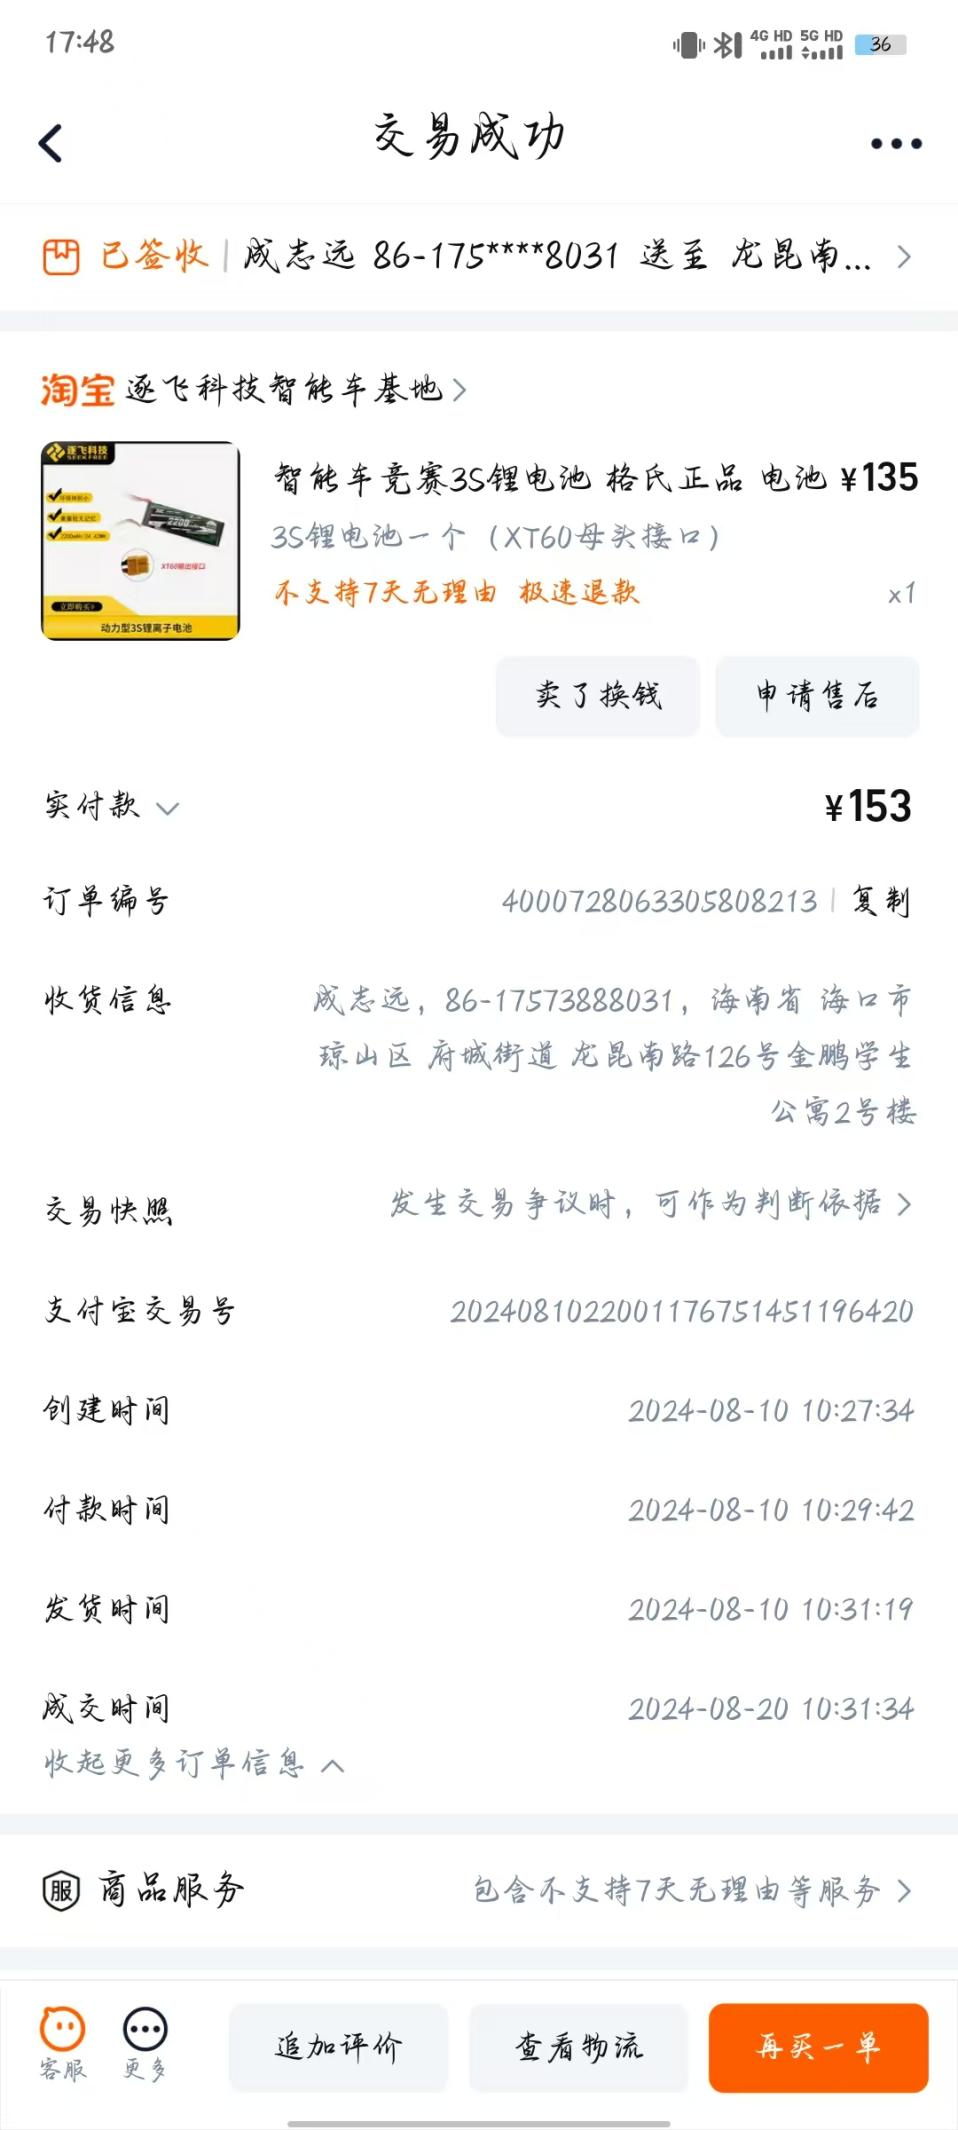 17:48
4G HD 5G HD 36
交易成功
已签收 | 成志远 86-175****8031 送至 龙昆南...
淘宝 逐飞科技智能车基地
逐飞科技
SEEKFREE
2200
XT60输出接口
立即购买>
动力型3S锂离子电池
智能车竞赛3S锂电池 格氏正品 电池 ¥135
3S锂电池一个（XT60母头接口）
不支持7天无理由 极速退款 x1
卖了换钱 申请售后
实付款 ¥153
订单编号 4000728063305808213 | 复制
收货信息 成志远，86-17573888031，海南省 海口市
琼山区 府城街道 龙昆南路126号金鹏学生
公寓2号楼
交易快照 发生交易争议时，可作为判断依据
支付宝交易号 2024081022001176751451196420
创建时间 2024-08-10 10:27:34
付款时间 2024-08-10 10:29:42
发货时间 2024-08-10 10:31:19
成交时间 2024-08-20 10:31:34
收起更多订单信息
服 商品服务 包含不支持7天无理由等服务
客服 更多 追加评价 查看物流 再买一单